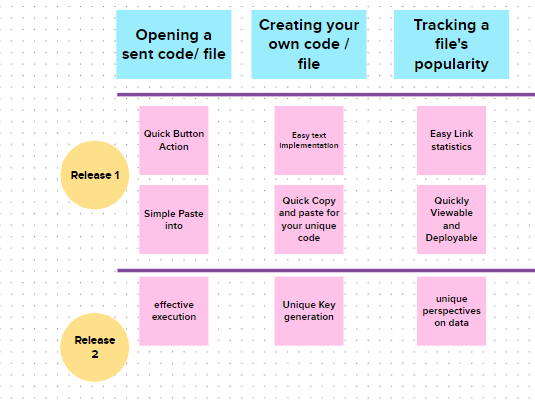 Opening a
sent code/ file
Creating your
own code /
file
Tracking a
file's
popularity
Release 1
Quick Button
Action
Easy text
Implementation
Easy Link
statistics
Simple Paste
into
Quick Copy
and paste for
your unique
code
Quickly
Viewable
and
Deployable
Release
2
effective
execution
Unique Key
generation
unique
perspectives
on data